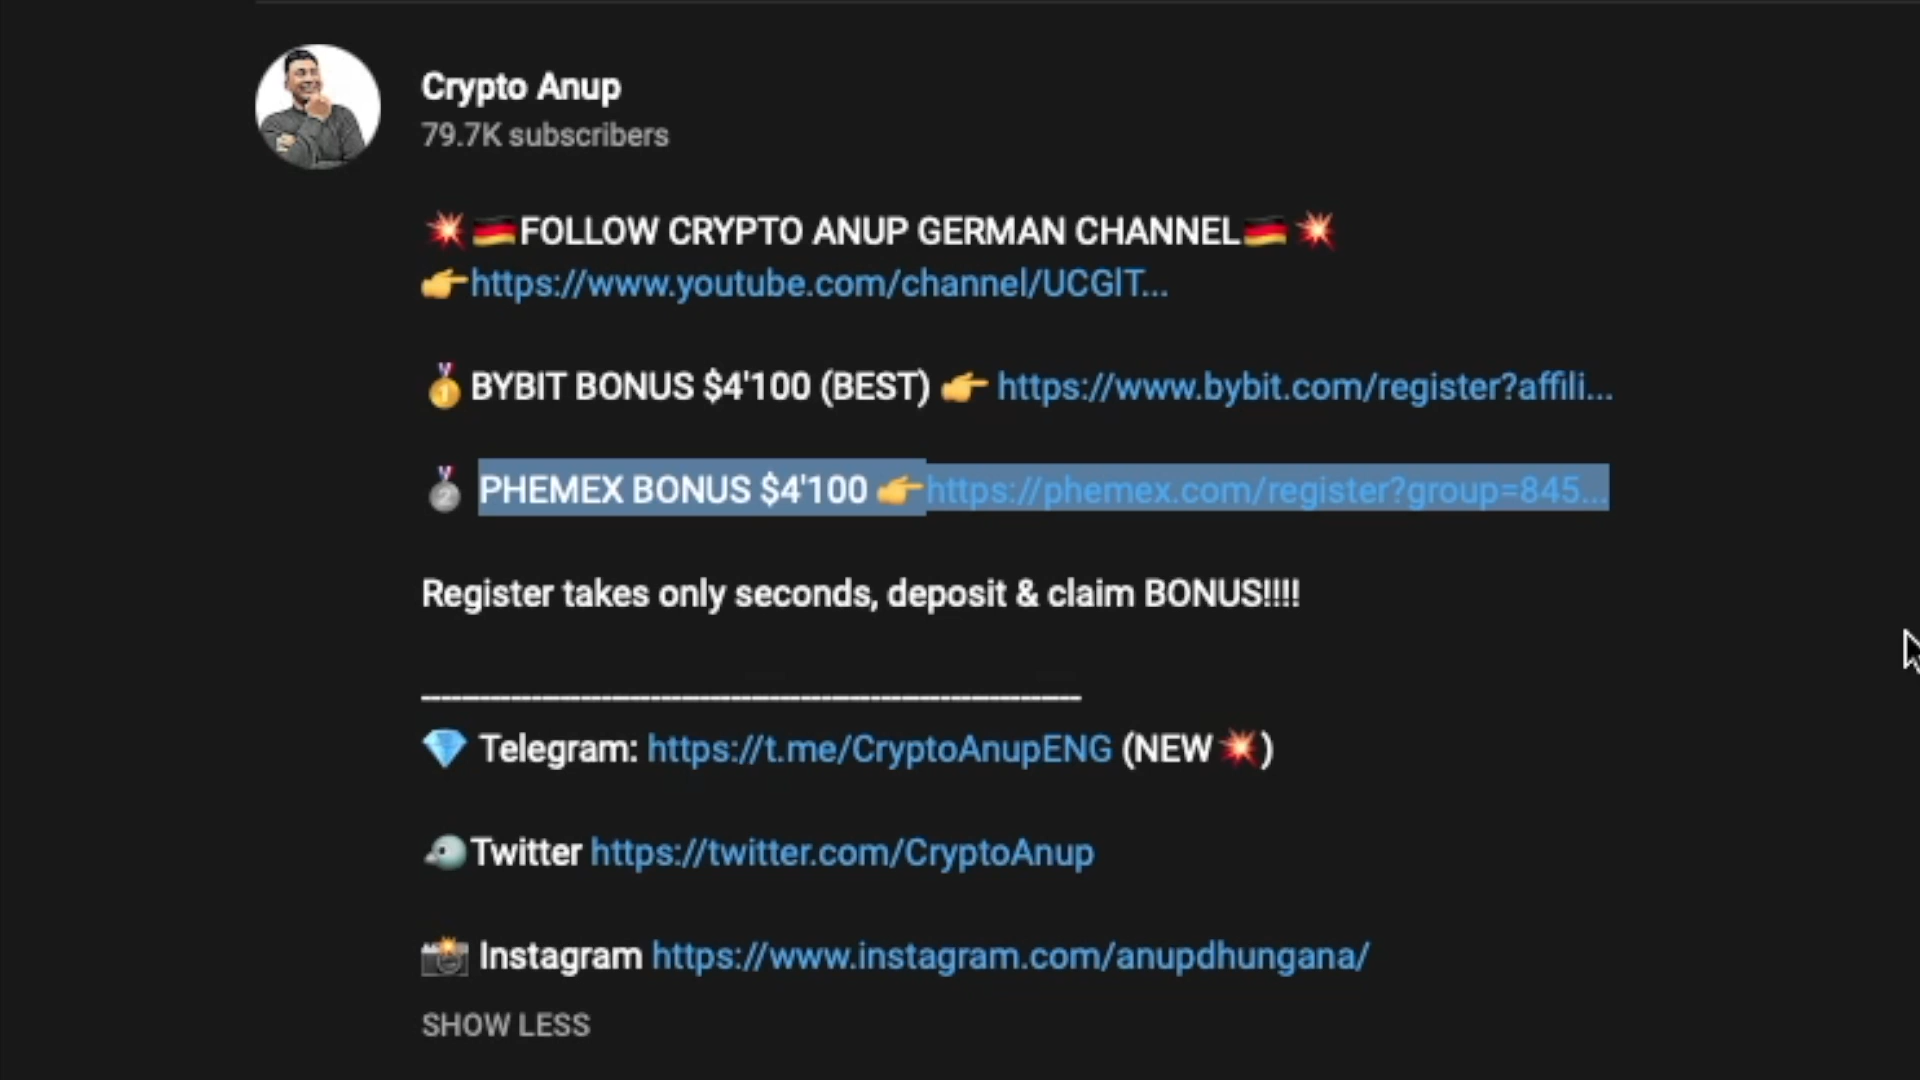 Crypto Anup
79.7K subscribers
💥🇩🇪FOLLOW CRYPTO ANUP GERMAN CHANNEL🇩🇪💥
👉https://www.youtube.com/channel/UCGlT...
🥇BYBIT BONUS $4'100 (BEST) 👉 https://www.bybit.com/register?affili...
🥈 PHEMEX BONUS $4'100 👉https://phemex.com/register?group=845...
Register takes only seconds, deposit & claim BONUS!!!!
💎 Telegram: https://t.me/CryptoAnupENG (NEW💥)
🐦Twitter https://twitter.com/CryptoAnup
📸 Instagram https://www.instagram.com/anupdhungana/
SHOW LESS